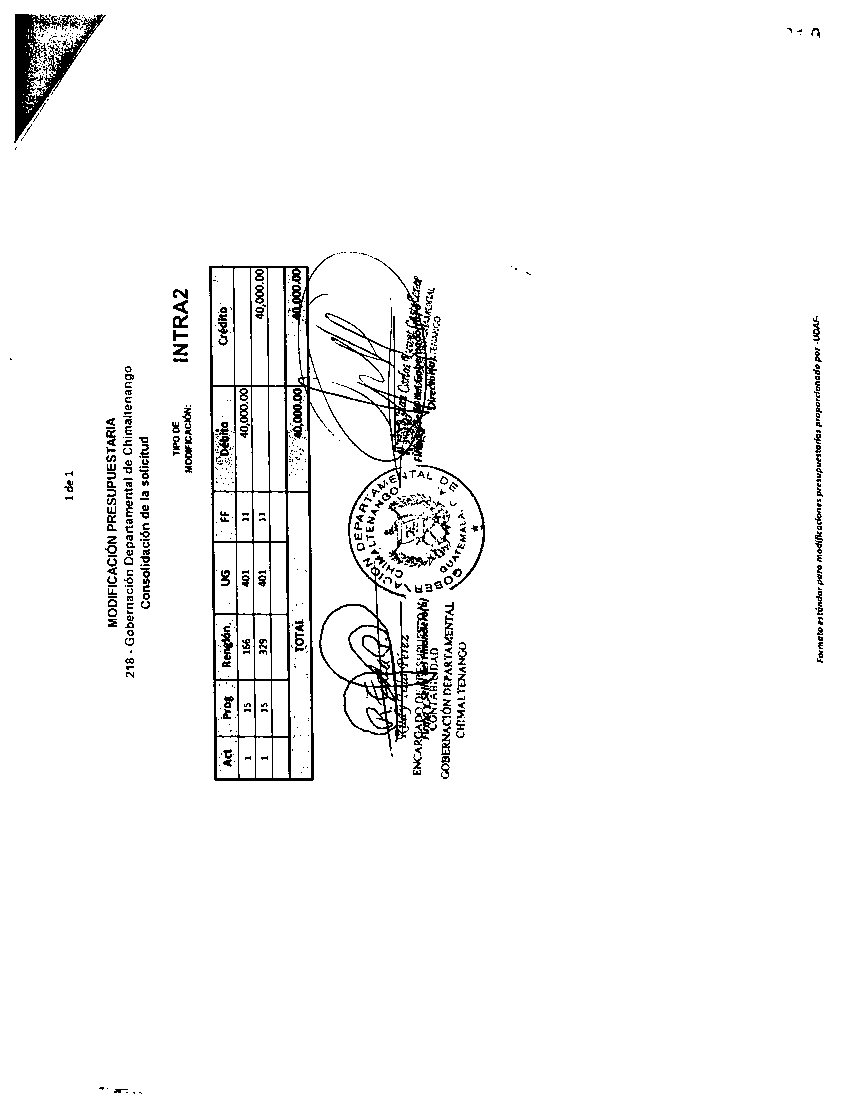 1 de 1
MODIFICACIÓN PRESUPUESTARIA
218 - Gobernación Departamental de Chimaltenango
Consolidación de la solicitud
TIPO DE MODIFICACIÓN: INTRA2
Act Prog Renglón UG FF Débito Crédito
1 15 166 401 11 40,000.00
1 15 329 401 11 40,000.00
TOTAL 40,000.00 40,000.00
GOBERNACIÓN DEPARTAMENTAL DE
CHIMALTENANGO
GUATEMALA
ENCARGADO DE PRESUPUESTO
CONTABILIDAD
GOBERNACIÓN DEPARTAMENTAL
CHIMALTENANGO
Formato estándar para modificaciones presupuestarias proporcionado por -UDAF-